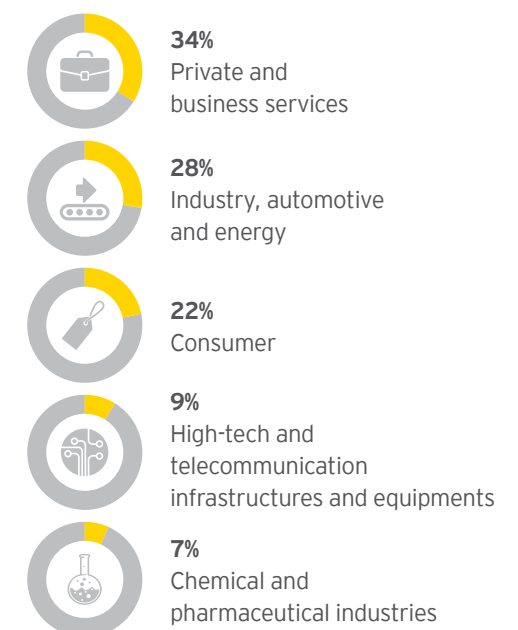 34%
Private and
business services
28%
Industry, automotive
and energy
22%
Consumer
9%
High-tech and
telecommunication
infrastructures and equipments
7%
Chemical and
pharmaceutical industries